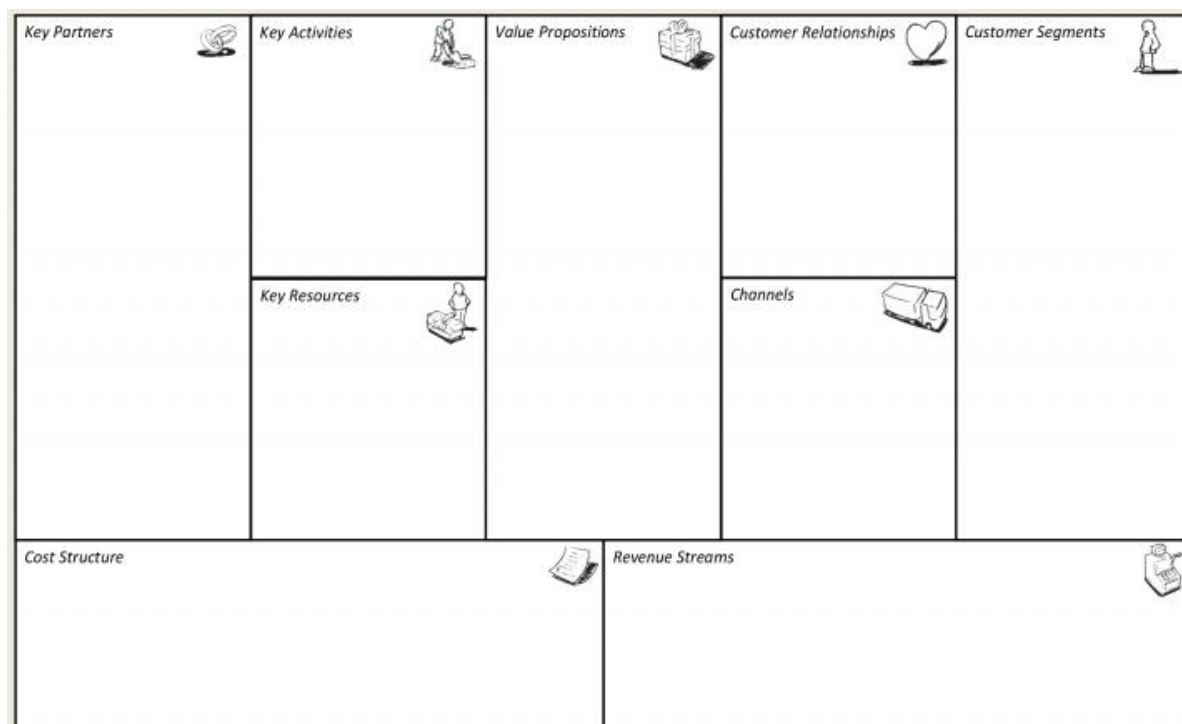 Key Partners
Key Activities
Value Propositions
Customer Relationships
Customer Segments
Key Resources
Channels
Cost Structure
Revenue Streams